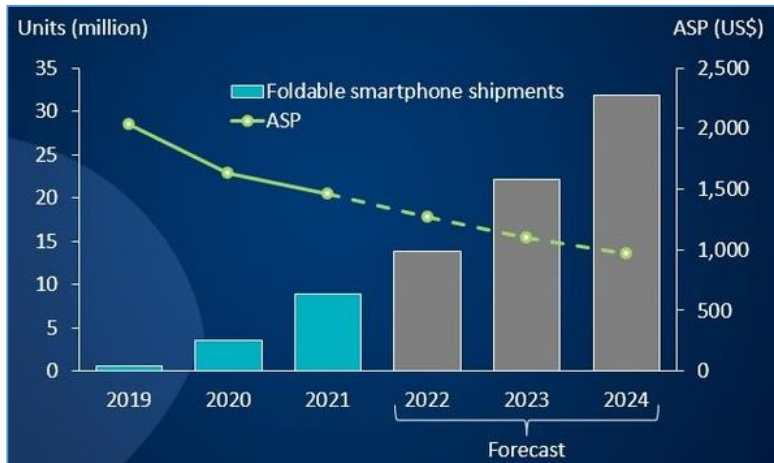 Units (million)
ASP (US$)
35
30
25
20
15
10
5
0
Foldable smartphone shipments
ASP
2,500
2,000
1,500
1,000
500
0
2019 2020 2021 2022 2023 2024
Forecast